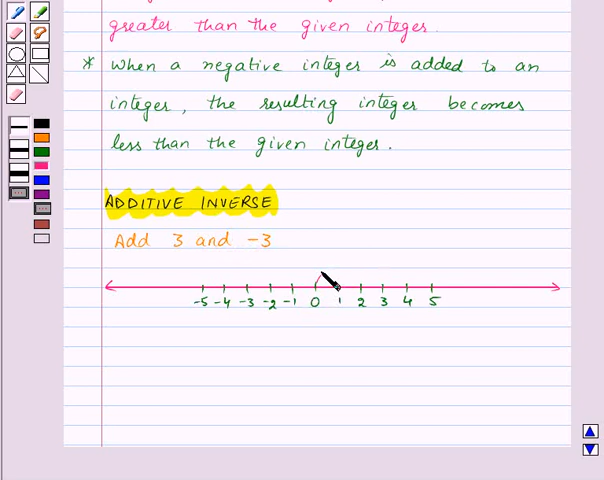 greater than the given integer.
* When a negative integer is added to an
integer, the resulting integer becomes
less than the given integer.
ADDITIVE INVERSE
Add 3 and -3
-5 -4 -3 -2 -1 0 1 2 3 4 5